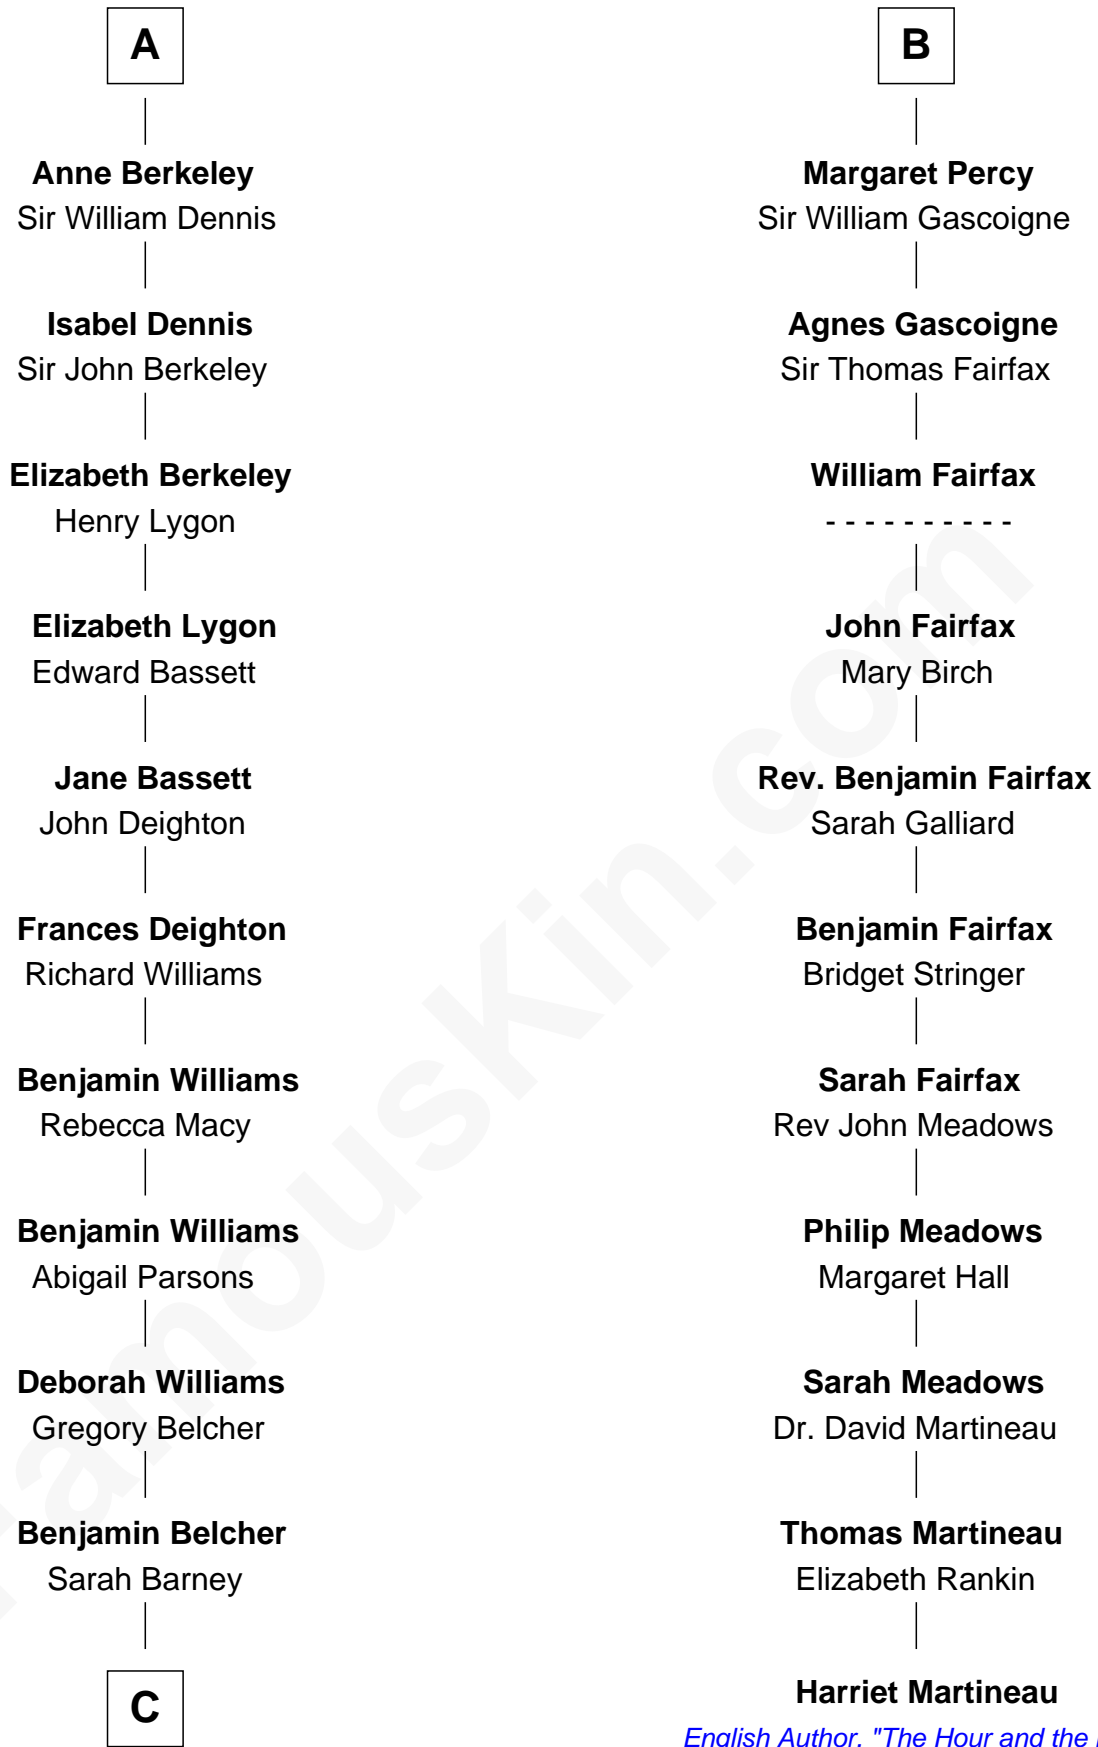 A
Anne Berkeley
Sir William Dennis
Isabel Dennis
Sir John Berkeley
Elizabeth Berkeley
Henry Lygon
Elizabeth Lygon
Edward Bassett
Jane Bassett
John Deighton
Frances Deighton
Richard Williams
Benjamin Williams
Rebecca Macy
Benjamin Williams
Abigail Parsons
Deborah Williams
Gregory Belcher
Benjamin Belcher
Sarah Barney
C
B
Margaret Percy
Sir William Gascoigne
Agnes Gascoigne
Sir Thomas Fairfax
William Fairfax
- - - - - - - - - -
John Fairfax
Mary Birch
Rev. Benjamin Fairfax
Sarah Galliard
Benjamin Fairfax
Bridget Stringer
Sarah Fairfax
Rev John Meadows
Philip Meadows
Margaret Hall
Sarah Meadows
Dr. David Martineau
Thomas Martineau
Elizabeth Rankin
Harriet Martineau
English Author, "The Hour and the
FamousKin.com